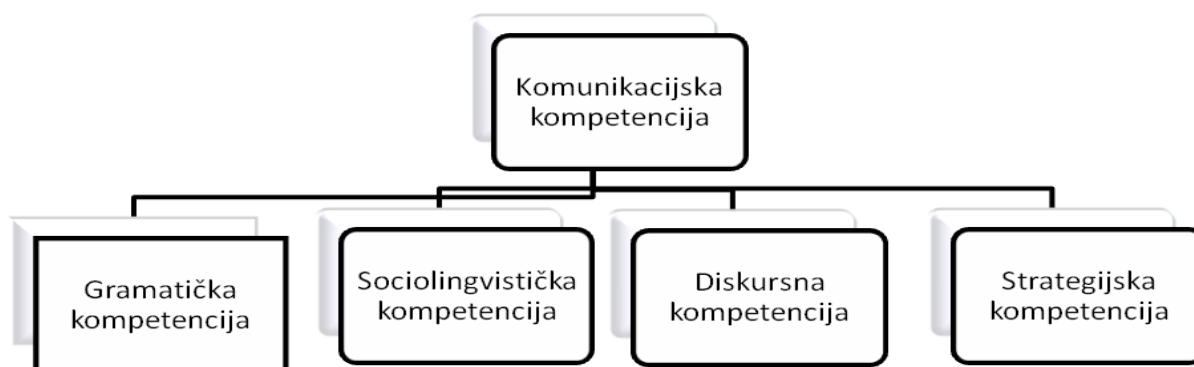 Komunikacijska
kompetencija
Gramatička
kompetencija
Sociolingvistička
kompetencija
Diskursna
kompetencija
Strategijska
kompetencija